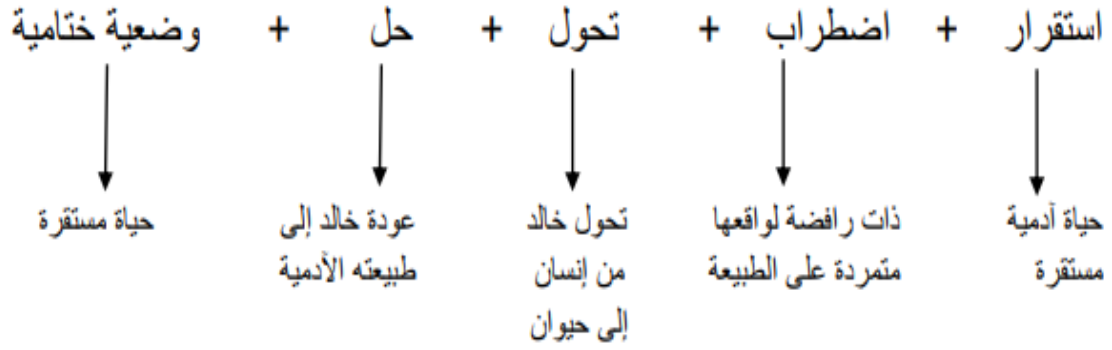 استقرار + اضطراب + تحول + حل + وضعية ختامية
حياة آدمية ذات رافضة لواقعها تحول خالد عودة خالد إلى حياة مستقرة
مستقرة متمردة على الطبيعة من إنسان طبيعته الآدمية
إلى حيوان